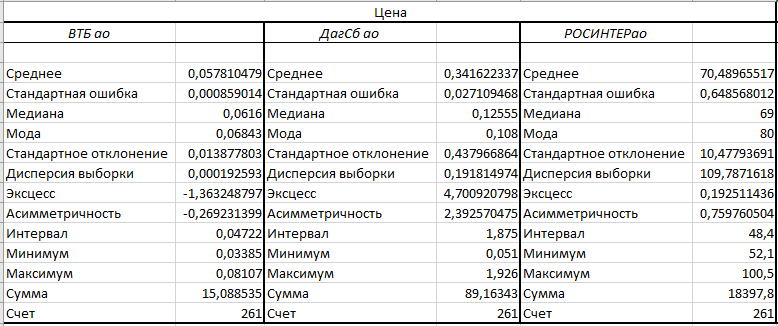 Цена
ВТБ ао ДагСб ао РОСИНТЕРао
Среднее 0,057810479 Среднее 0,341622337 Среднее 70,48965517
Стандартная ошибка 0,000859014 Стандартная ошибка 0,027109468 Стандартная ошибка 0,648568012
Медиана 0,0616 Медиана 0,12555 Медиана 69
Мода 0,06843 Мода 0,108 Мода 80
Стандартное отклонение 0,013877803 Стандартное отклонение 0,437966864 Стандартное отклонение 10,47793691
Дисперсия выборки 0,000192593 Дисперсия выборки 0,191814974 Дисперсия выборки 109,7871618
Эксцесс -1,363248797 Эксцесс 4,700920798 Эксцесс 0,192511436
Асимметричность -0,269231399 Асимметричность 2,392570475 Асимметричность 0,759760504
Интервал 0,04722 Интервал 1,875 Интервал 48,4
Минимум 0,03385 Минимум 0,051 Минимум 52,1
Максимум 0,08107 Максимум 1,926 Максимум 100,5
Сумма 15,088535 Сумма 89,16343 Сумма 18397,8
Счет 261 Счет 261 Счет 261